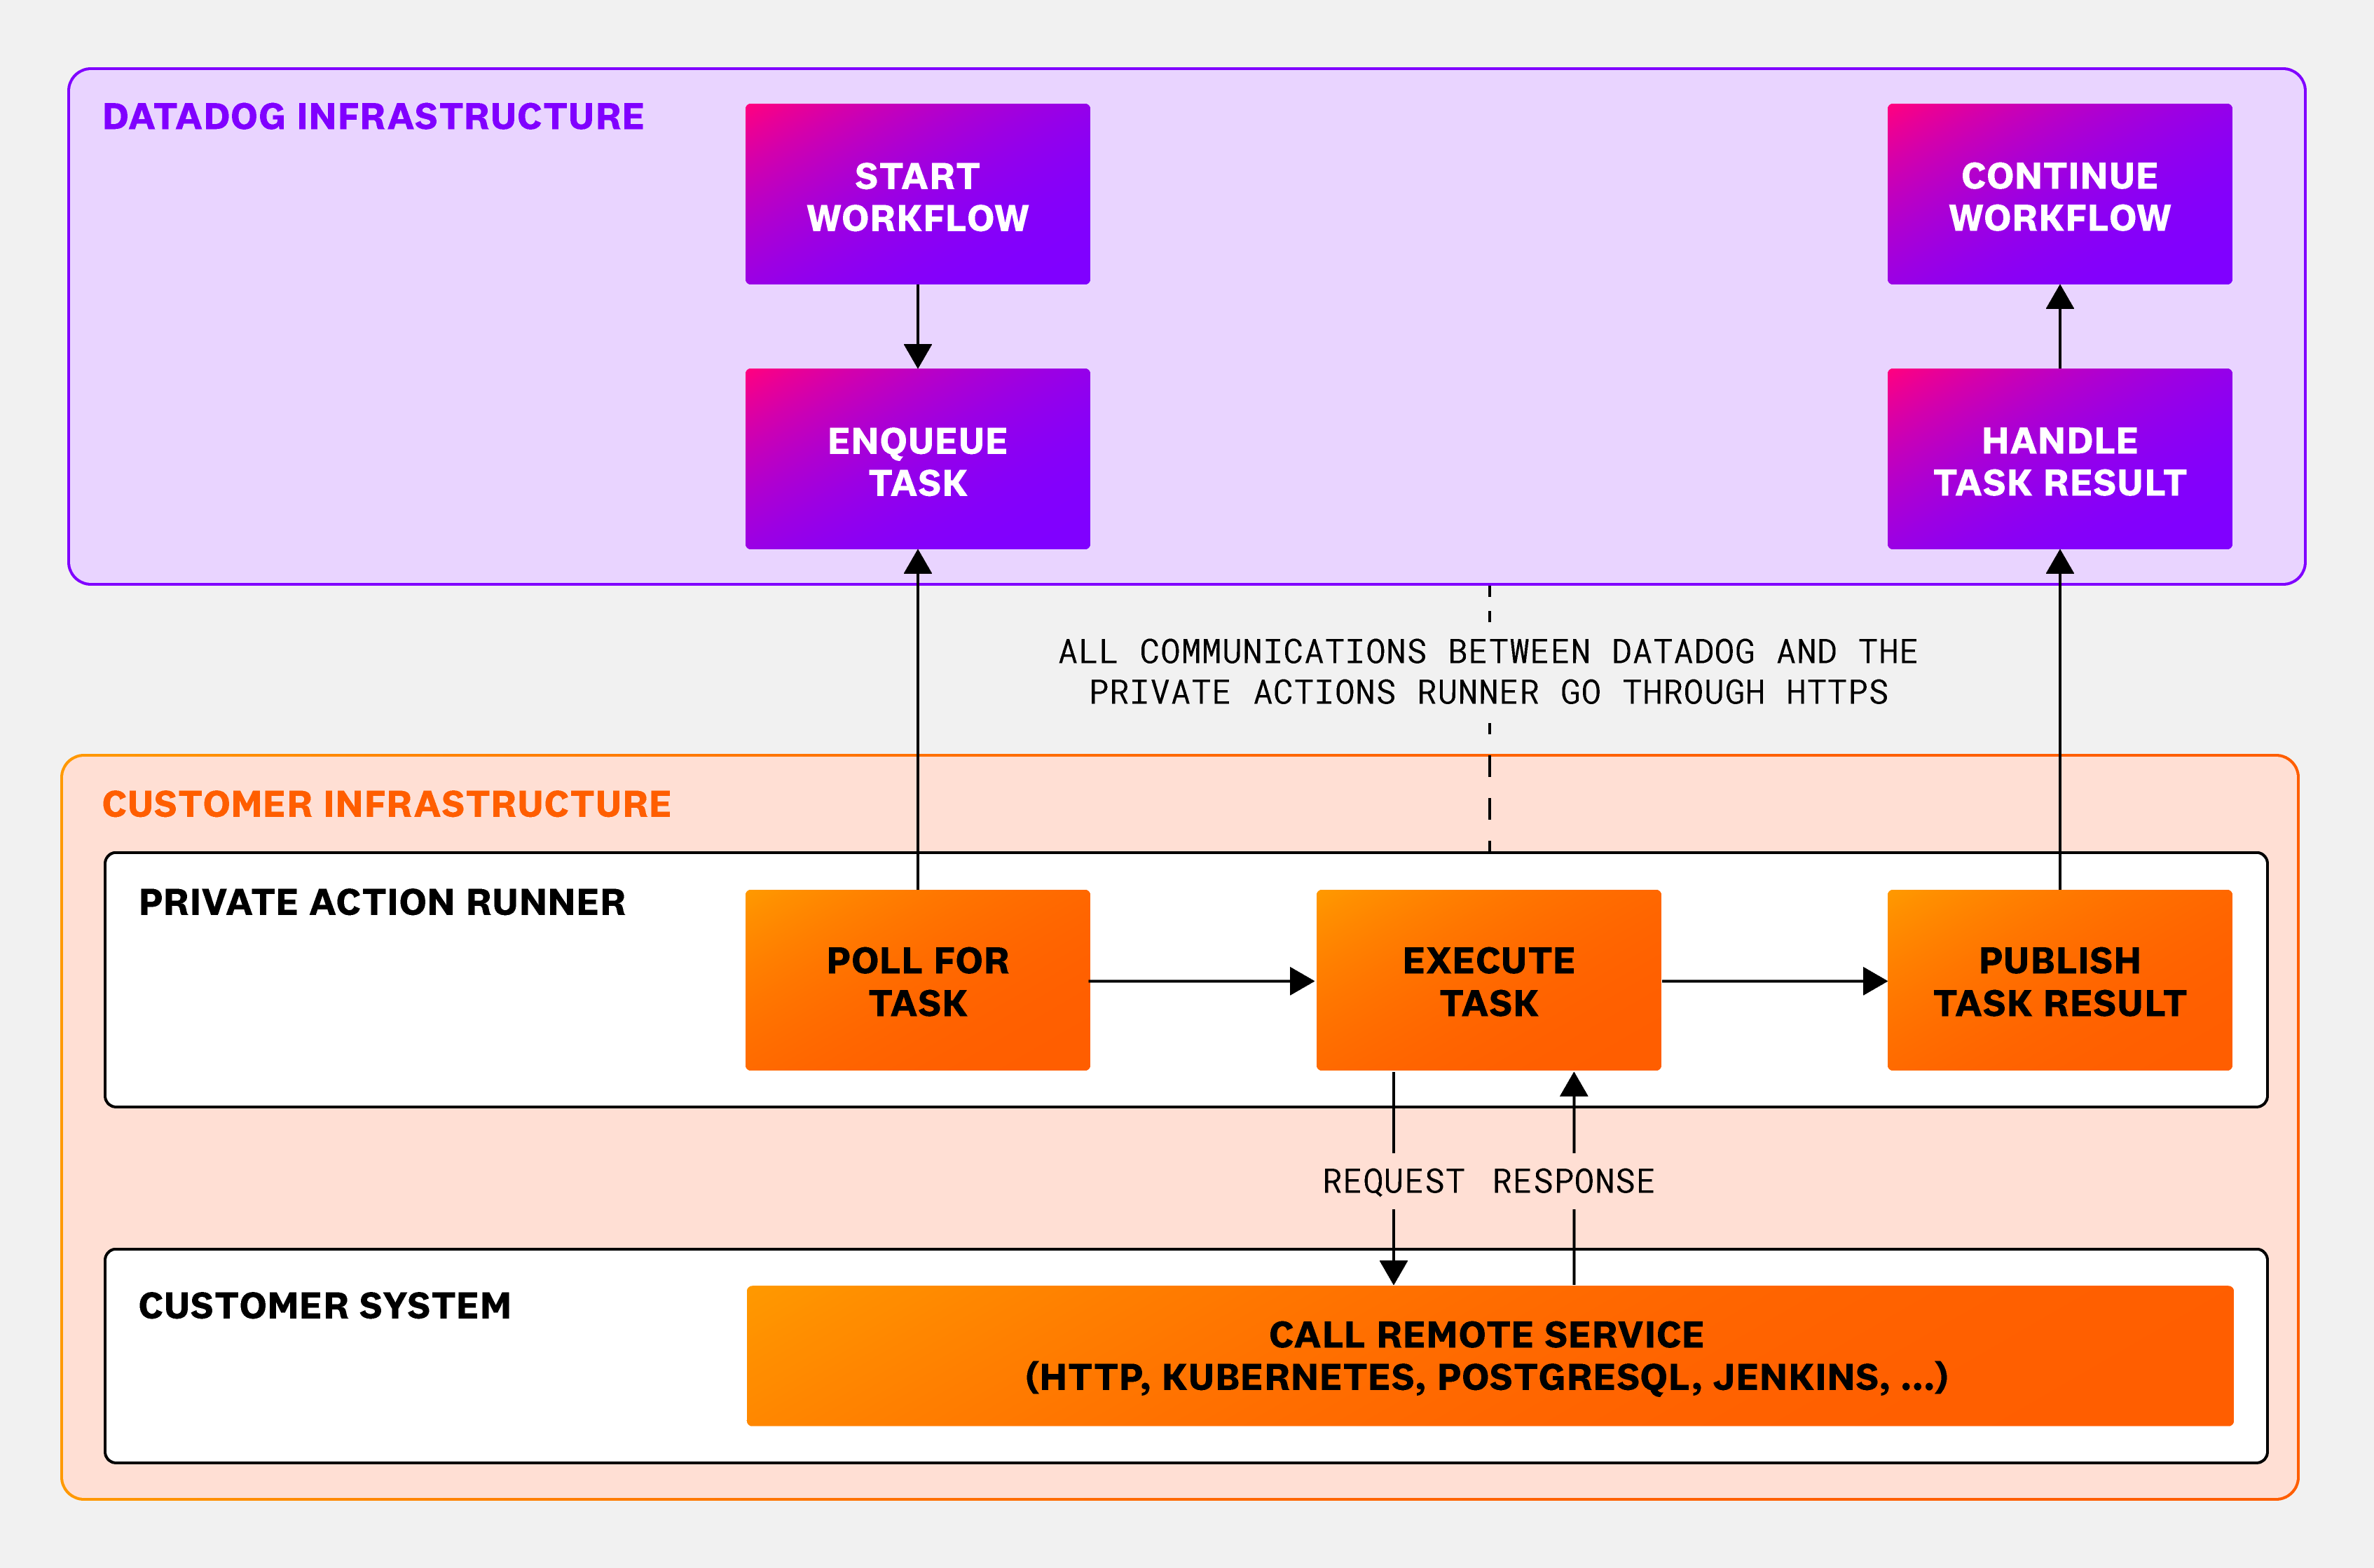 DATADOG INFRASTRUCTURE
START
WORKFLOW
CONTINUE
WORKFLOW
ENQUEUE
TASK
HANDLE
TASK RESULT
ALL COMMUNICATIONS BETWEEN DATADOG AND THE
PRIVATE ACTIONS RUNNER GO THROUGH HTTPS
CUSTOMER INFRASTRUCTURE
PRIVATE ACTION RUNNER
POLL FOR
TASK
EXECUTE
TASK
PUBLISH
TASK RESULT
REQUEST
RESPONSE
CUSTOMER SYSTEM
CALL REMOTE SERVICE
(HTTP, KUBERNETES, POSTGRESQL, JENKINS, ...)